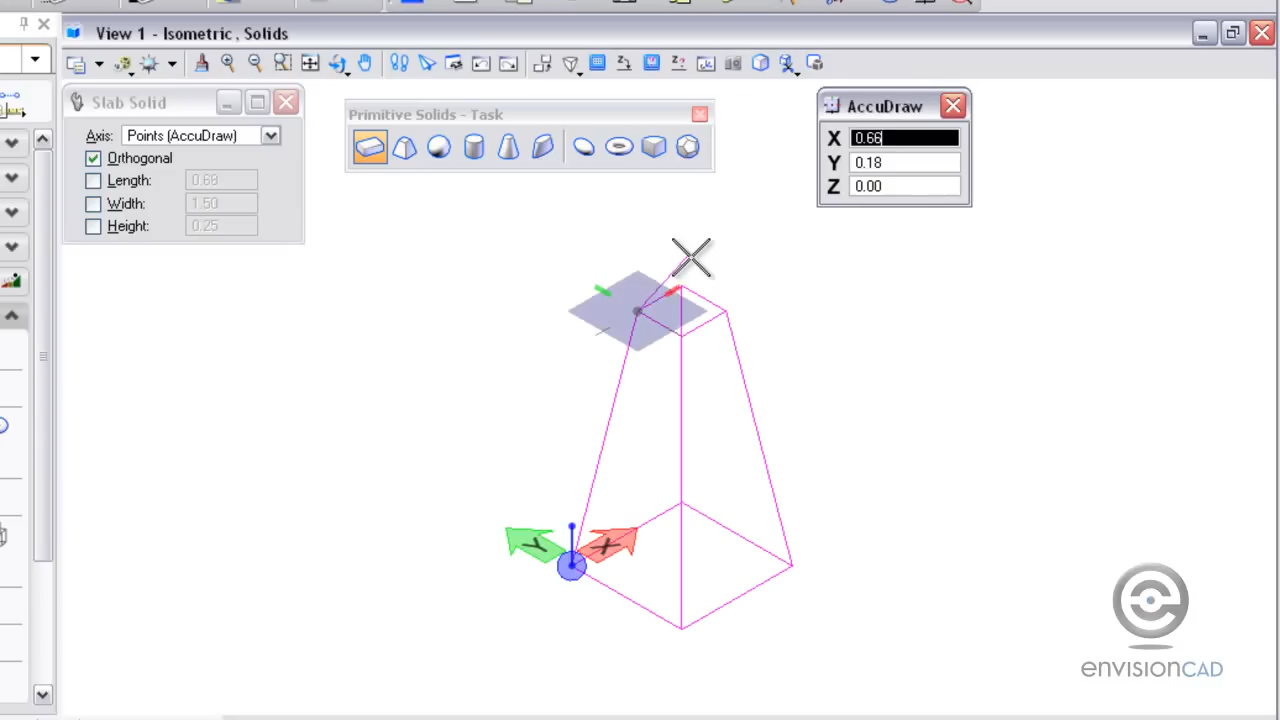 View 1 - Isometric , Solids
Slab Solid
Axis: Points (AccuDraw)
Orthogonal
Length: 0.68
Width: 1.50
Height: 0.25
Primitive Solids - Task
AccuDraw
X 0.66
Y 0.18
Z 0.00
Y X
envisionCAD